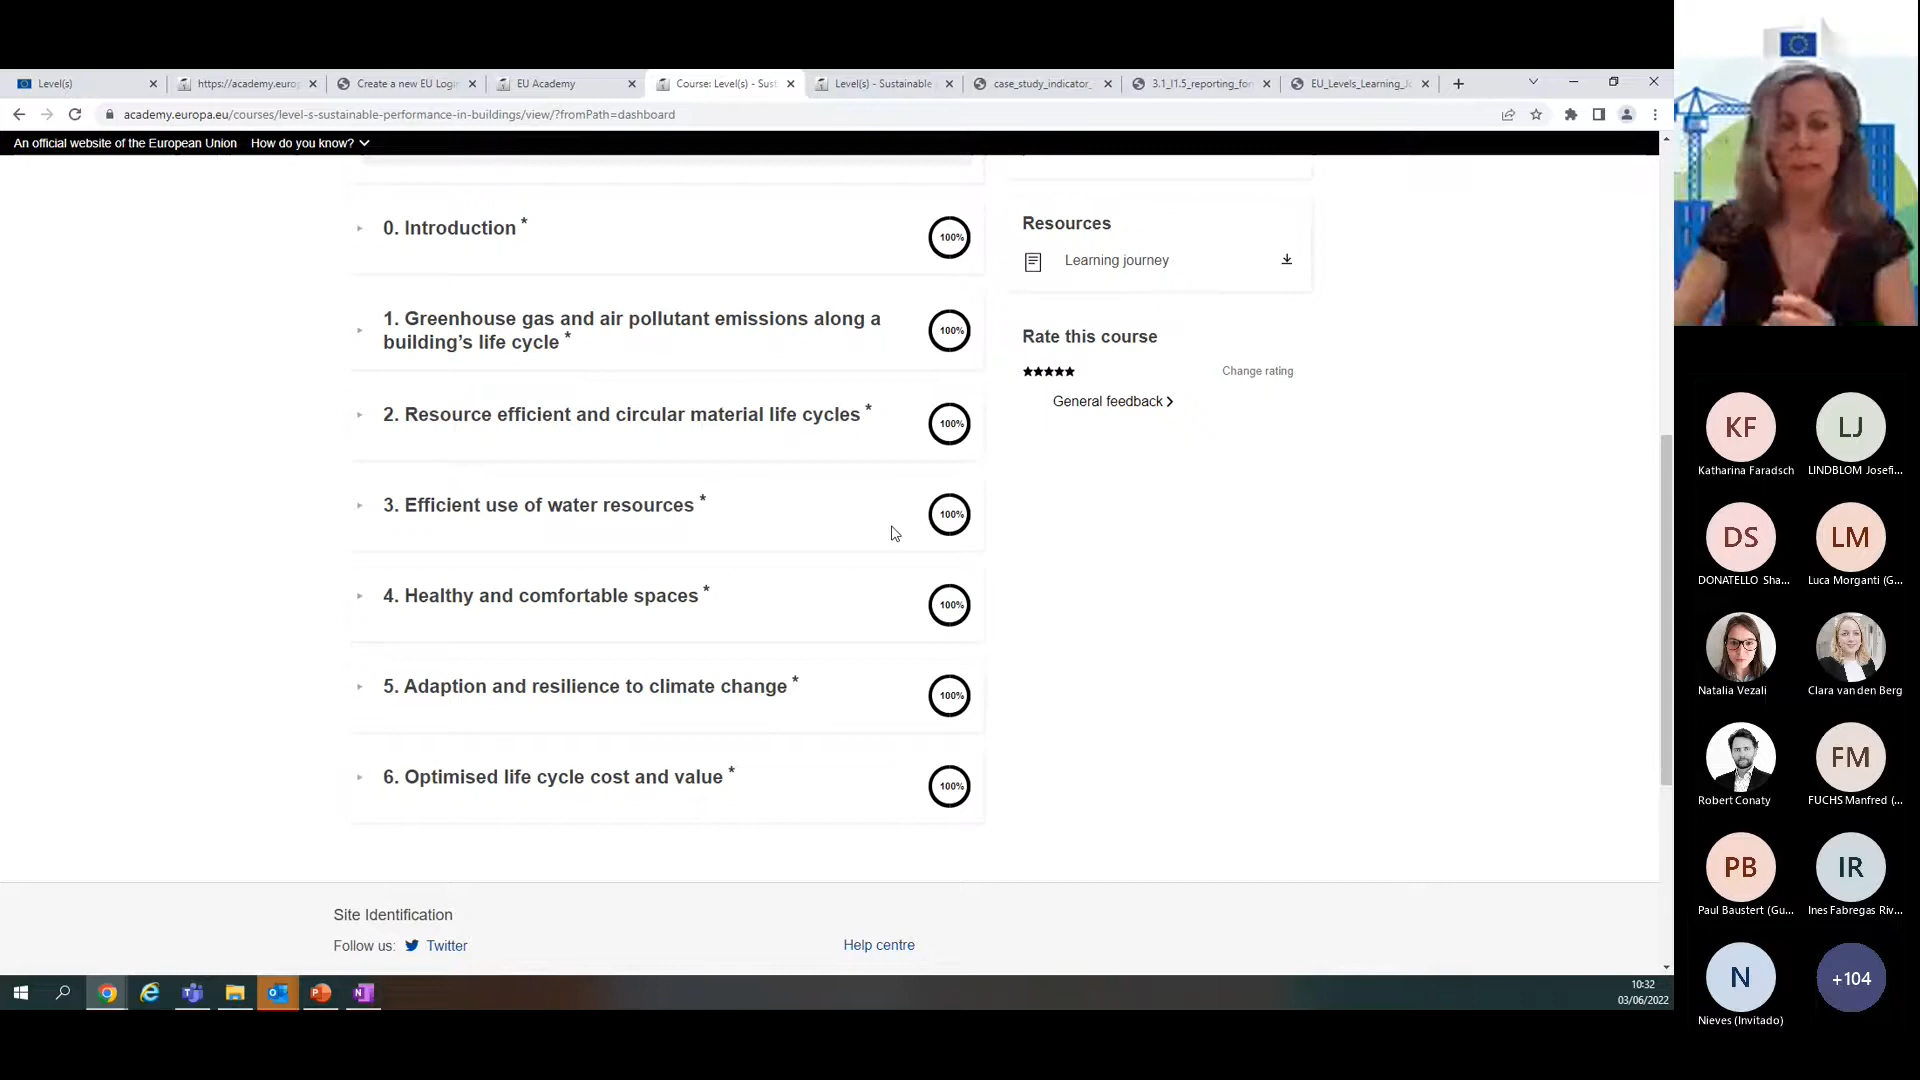 Level(s)
https://academy.europ
Create a new EU Login
EU Academy
Course: Level(s) - Sust
Level(s) - Sustainable
case_study_indicator_
3.1_I1.5_reporting_for
EU_Levels_Learning_Jo
academy.europa.eu/courses/level-s-sustainable-performance-in-buildings/view/?fromPath=dashboard
An official website of the European Union How do you know?
0. Introduction *
100%
1. Greenhouse gas and air pollutant emissions along a
building’s life cycle *
100%
2. Resource efficient and circular material life cycles *
100%
3. Efficient use of water resources *
100%
4. Healthy and comfortable spaces *
100%
5. Adaption and resilience to climate change *
100%
6. Optimised life cycle cost and value *
100%
Resources
Learning journey
Rate this course
Change rating
General feedback
Site Identification
Follow us: Twitter
Help centre
10:32
03/06/2022
KF
Katharina Faradsch
LJ
LINDBLOM Josefi...
DS
DONATELLO Sha...
LM
Luca Morganti (G...
Natalia Vezali
Clara van den Berg
Robert Conaty
FM
FUCHS Manfred (...
PB
Paul Baustert (Gu...
IR
Ines Fabregas Riv...
N
Nieves (Invitado)
+104